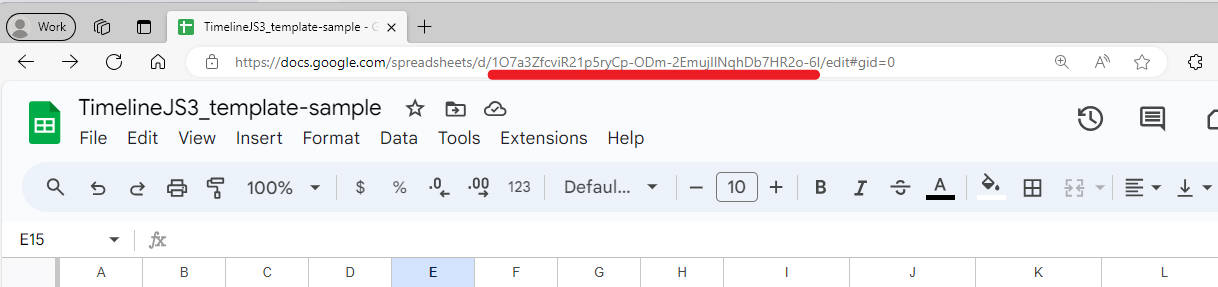 Work
TimelineJS3_template-sample - G
https://docs.google.com/spreadsheets/d/1O7a3ZfcviR21p5ryCp-ODm-2EmujIlNqhDb7HR2o-6I/edit#gid=0
TimelineJS3_template-sample
File Edit View Insert Format Data Tools Extensions Help
100% $ % .0 .00 123 Defaul... 10 B I S A
E15 fx
A B C D E F G H I J K L